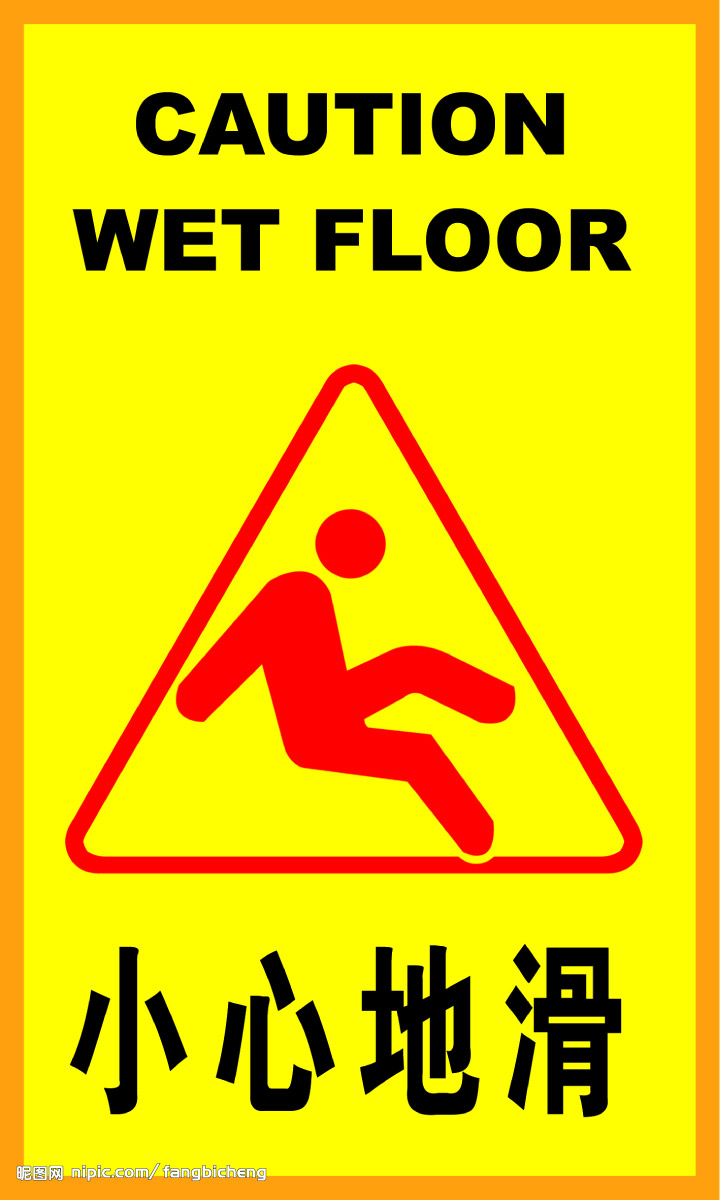 CAUTION
WET FLOOR
小心地滑
昵图网 nipic.com/fangbicheng